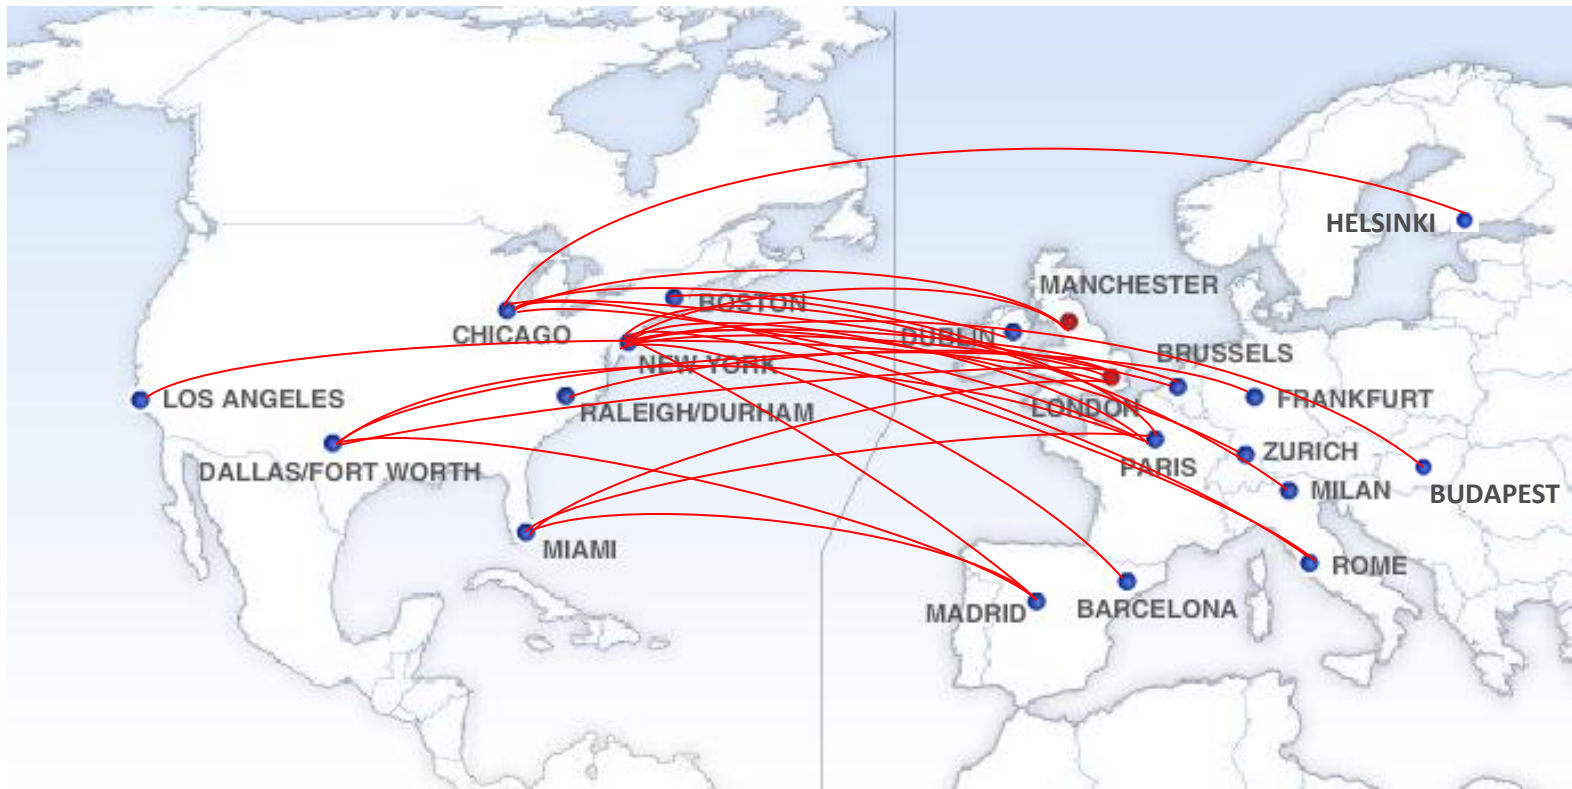 HELSINKI
MANCHESTER
BOSTON
CHICAGO
DUBLIN
BRUSSELS
NEW YORK
LOS ANGELES
RALEIGH/DURHAM
LONDON
FRANKFURT
DALLAS/FORT WORTH
PARIS
ZURICH
MILAN
BUDAPEST
MIAMI
ROME
MADRID
BARCELONA